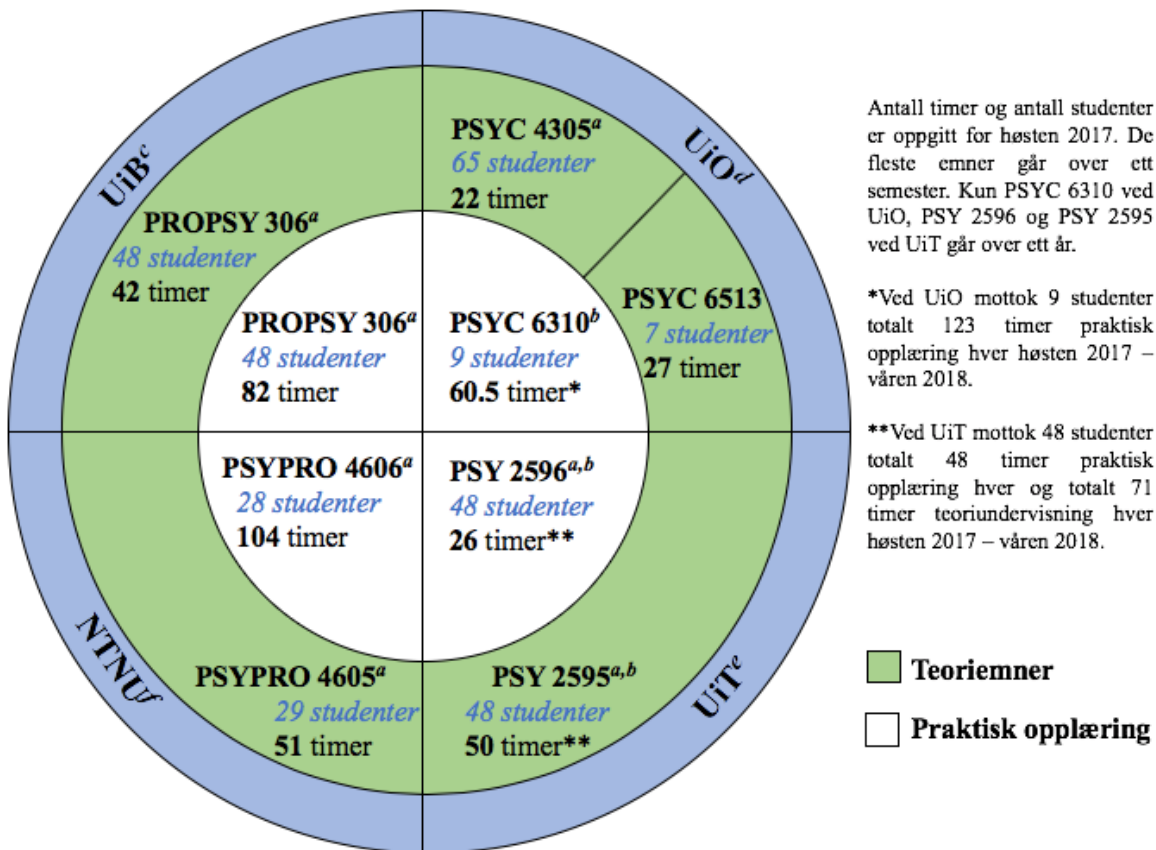 UiBᶜ
UiOᵈ
PSYC 4305ᵃ
65 studenter
22 timer
PROPSY 306ᵃ
48 studenter
42 timer
PSYC 6513
7 studenter
27 timer
PROPSY 306ᵃ
48 studenter
82 timer
PSYC 6310ᵇ
9 studenter
60.5 timer*
PSYPRO 4606ᵃ
28 studenter
104 timer
PSY 2596ᵃ,ᵇ
48 studenter
26 timer**
PSYPRO 4605ᵃ
29 studenter
51 timer
PSY 2595ᵃ,ᵇ
48 studenter
50 timer**
NTNUᶠ
UiTᵉ
Antall timer og antall studenter
er oppgitt for høsten 2017. De
fleste emner går over ett
semester. Kun PSYC 6310 ved
UiO, PSY 2596 og PSY 2595
ved UiT går over ett år.
*Ved UiO mottok 9 studenter
totalt 123 timer praktisk
opplæring hver høsten 2017 –
våren 2018.
**Ved UiT mottok 48 studenter
totalt 48 timer praktisk
opplæring hver og totalt 71
timer teoriundervisning hver
høsten 2017 – våren 2018.
Teoriemner
Praktisk opplæring